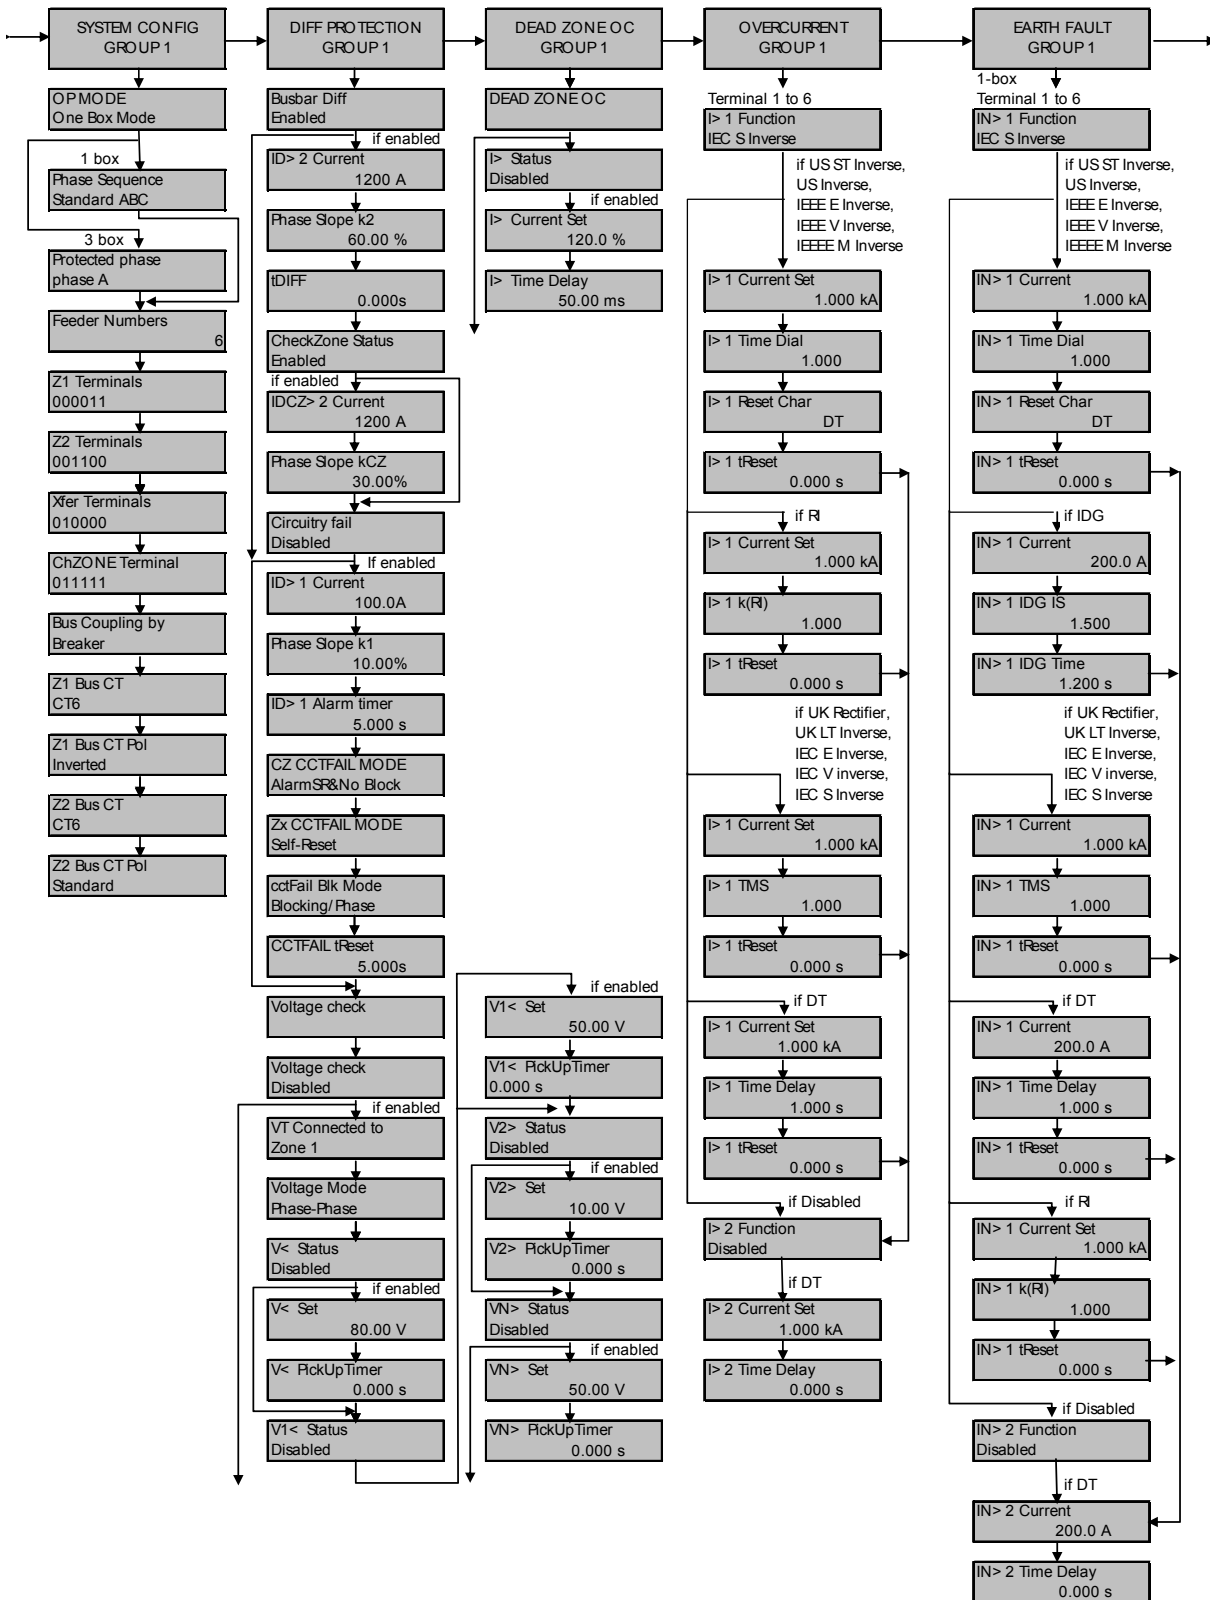 SYSTEM CONFIG
GROUP 1
OP MODE
One Box Mode
1 box
Phase Sequence
Standard ABC
3 box
Protected phase
phase A
Feeder Numbers
6
Z1 Terminals
000011
Z2 Terminals
001100
Xfer Terminals
010000
ChZONE Terminal
011111
Bus Coupling by
Breaker
Z1 Bus CT
CT6
Z1 Bus CT Pol
Inverted
Z2 Bus CT
CT6
Z2 Bus CT Pol
Standard
DIFF PROTECTION
GROUP 1
Busbar Diff
Enabled
if enabled
ID> 2 Current
1200 A
Phase Slope k2
60.00 %
tDIFF
0.000s
CheckZone Status
Enabled
if enabled
IDCZ> 2 Current
1200 A
Phase Slope kCZ
30.00%
Circuitry fail
Disabled
If enabled
ID> 1 Current
100.0A
Phase Slope k1
10.00%
ID> 1 Alarm timer
5.000 s
CZ CCTFAIL MODE
AlarmSR&No Block
Zx CCTFAIL MODE
Self-Reset
cctFail Blk Mode
Blocking/Phase
CCTFAIL tReset
5.000s
Voltage check
Voltage check
Disabled
if enabled
VT Connected to
Zone 1
Voltage Mode
Phase-Phase
V< Status
Disabled
if enabled
V< Set
80.00 V
V< PickUpTimer
0.000 s
V1< Status
Disabled
DEAD ZONE OC
GROUP 1
DEAD ZONE OC
I> Status
Disabled
if enabled
I> Current Set
120.0 %
I> Time Delay
50.00 ms
if enabled
V1< Set
50.00 V
V1< PickUpTimer
0.000 s
V2> Status
Disabled
if enabled
V2> Set
10.00 V
V2> PickUpTimer
0.000 s
VN> Status
Disabled
if enabled
VN> Set
50.00 V
VN> PickUpTimer
0.000 s
OVERCURRENT
GROUP 1
Terminal 1 to 6
I> 1 Function
IEC S Inverse
if US ST Inverse,
US Inverse,
IEEE E Inverse,
IEEE V Inverse,
IEEEE M Inverse
I> 1 Current Set
1.000 kA
I> 1 Time Dial
1.000
I> 1 Reset Char
DT
I> 1 tReset
0.000 s
if RI
I> 1 Current Set
1.000 kA
I> 1 k(RI)
1.000
I> 1 tReset
0.000 s
if UK Rectifier,
UK LT Inverse,
IEC E Inverse,
IEC V inverse,
IEC S Inverse
I> 1 Current Set
1.000 kA
I> 1 TMS
1.000
I> 1 tReset
0.000 s
if DT
I> 1 Current Set
1.000 kA
I> 1 Time Delay
1.000 s
I> 1 tReset
0.000 s
if Disabled
I> 2 Function
Disabled
if DT
I> 2 Current Set
1.000 kA
I> 2 Time Delay
0.000 s
EARTH FAULT
GROUP 1
1-box
Terminal 1 to 6
IN> 1 Function
IEC S Inverse
if US ST Inverse,
US Inverse,
IEEE E Inverse,
IEEE V Inverse,
IEEEE M Inverse
IN> 1 Current
1.000 kA
IN> 1 Time Dial
1.000
IN> 1 Reset Char
DT
IN> 1 tReset
0.000 s
if IDG
IN> 1 Current
200.0 A
IN> 1 IDG IS
1.500
IN> 1 IDG Time
1.200 s
if UK Rectifier,
UK LT Inverse,
IEC E Inverse,
IEC V inverse,
IEC S Inverse
IN> 1 Current
1.000 kA
IN> 1 TMS
1.000
IN> 1 tReset
0.000 s
if DT
IN> 1 Current
200.0 A
IN> 1 Time Delay
1.000 s
IN> 1 tReset
0.000 s
if RI
IN> 1 Current Set
1.000 kA
IN> 1 k(RI)
1.000
IN> 1 tReset
0.000 s
if Disabled
IN> 2 Function
Disabled
if DT
IN> 2 Current
200.0 A
IN> 2 Time Delay
0.000 s